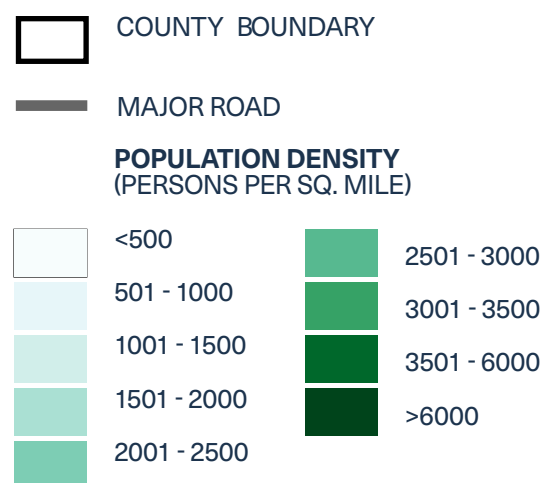 COUNTY BOUNDARY
MAJOR ROAD
POPULATION DENSITY
(PERSONS PER SQ. MILE)
<500
501 - 1000
1001 - 1500
1501 - 2000
2001 - 2500
2501 - 3000
3001 - 3500
3501 - 6000
>6000